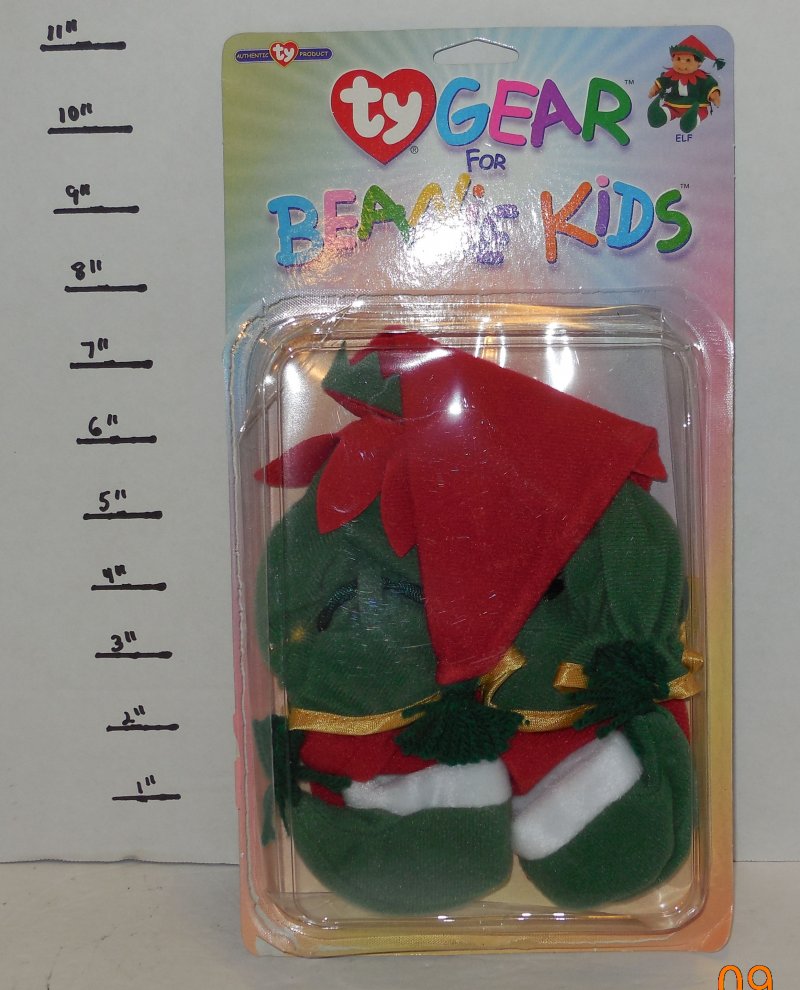 AUTHENTIC ty PRODUCT
ty® GEAR™
FOR
BEANIE KIDS™
ELF
11"
10"
9"
8"
7"
6"
5"
4"
3"
2"
1"
09